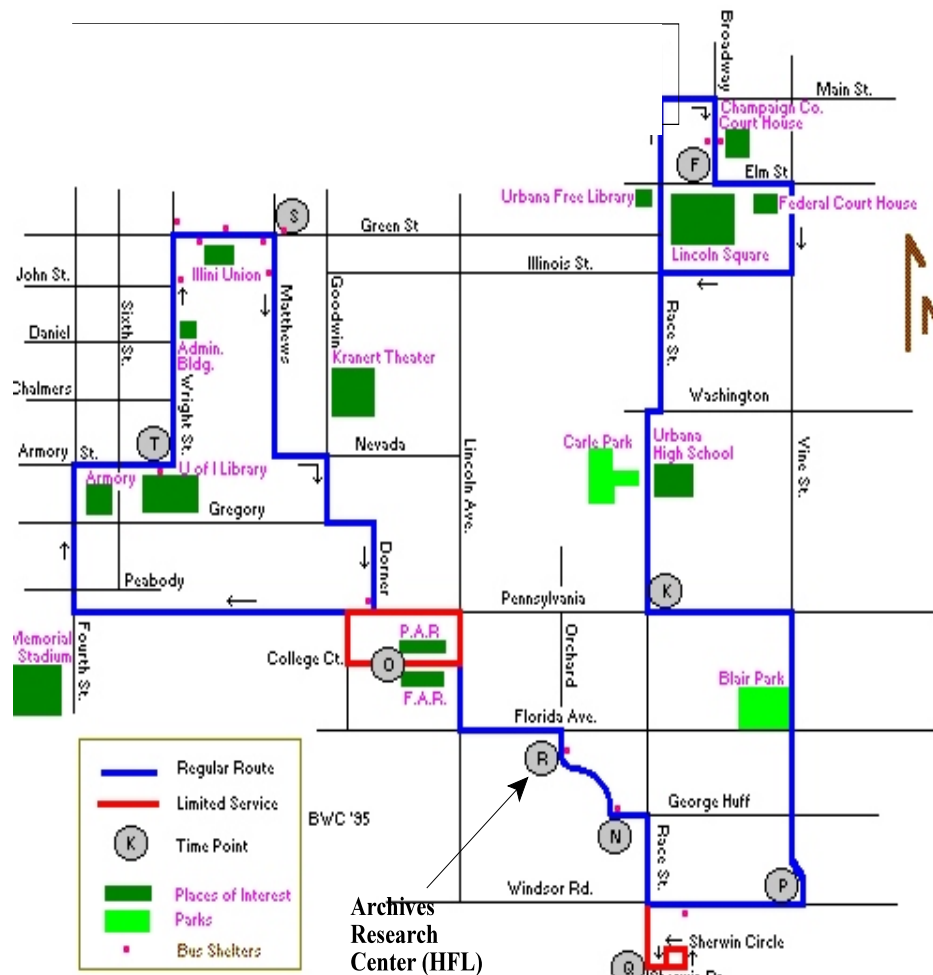 Broadway
Main St.
Champaign Co.
Court House
F
Elm St
Urbana Free Library
Federal Court House
S
Green St
Lincoln Square
Illini Union
Illinois St.
John St.
Matthews
Goodwin
Sixth St.
Race St.
Daniel
Admin.
Bldg.
Kranert Theater
Chalmers
Wright St.
Washington
T
Nevada
Carle Park
Urbana
High School
Armory St.
Lincoln Ave.
Vine St.
Armory
U of I Library
Gregory
Dorner
Peabody
K
Pennsylvania
Memorial
Stadium
Fourth St.
P.A.R
College Ct.
O
Orchard
F.A.R.
Blair Park
Florida Ave.
R
Regular Route
Limited Service
BWC '95
George Huff
K
Time Point
N
Race St.
Places of Interest
Parks
Bus Shelters
Windsor Rd.
P
Archives
Research
Center (HFL)
Sherwin Circle
Q